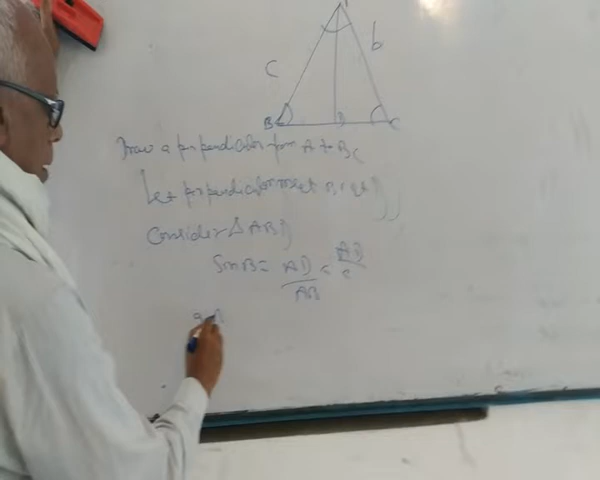 c b
B D C
Draw a perpendicular from A to BC
Let perpendicular meet BC at D
Consider Δ ABD
Sin B = AD/AB = AD/c